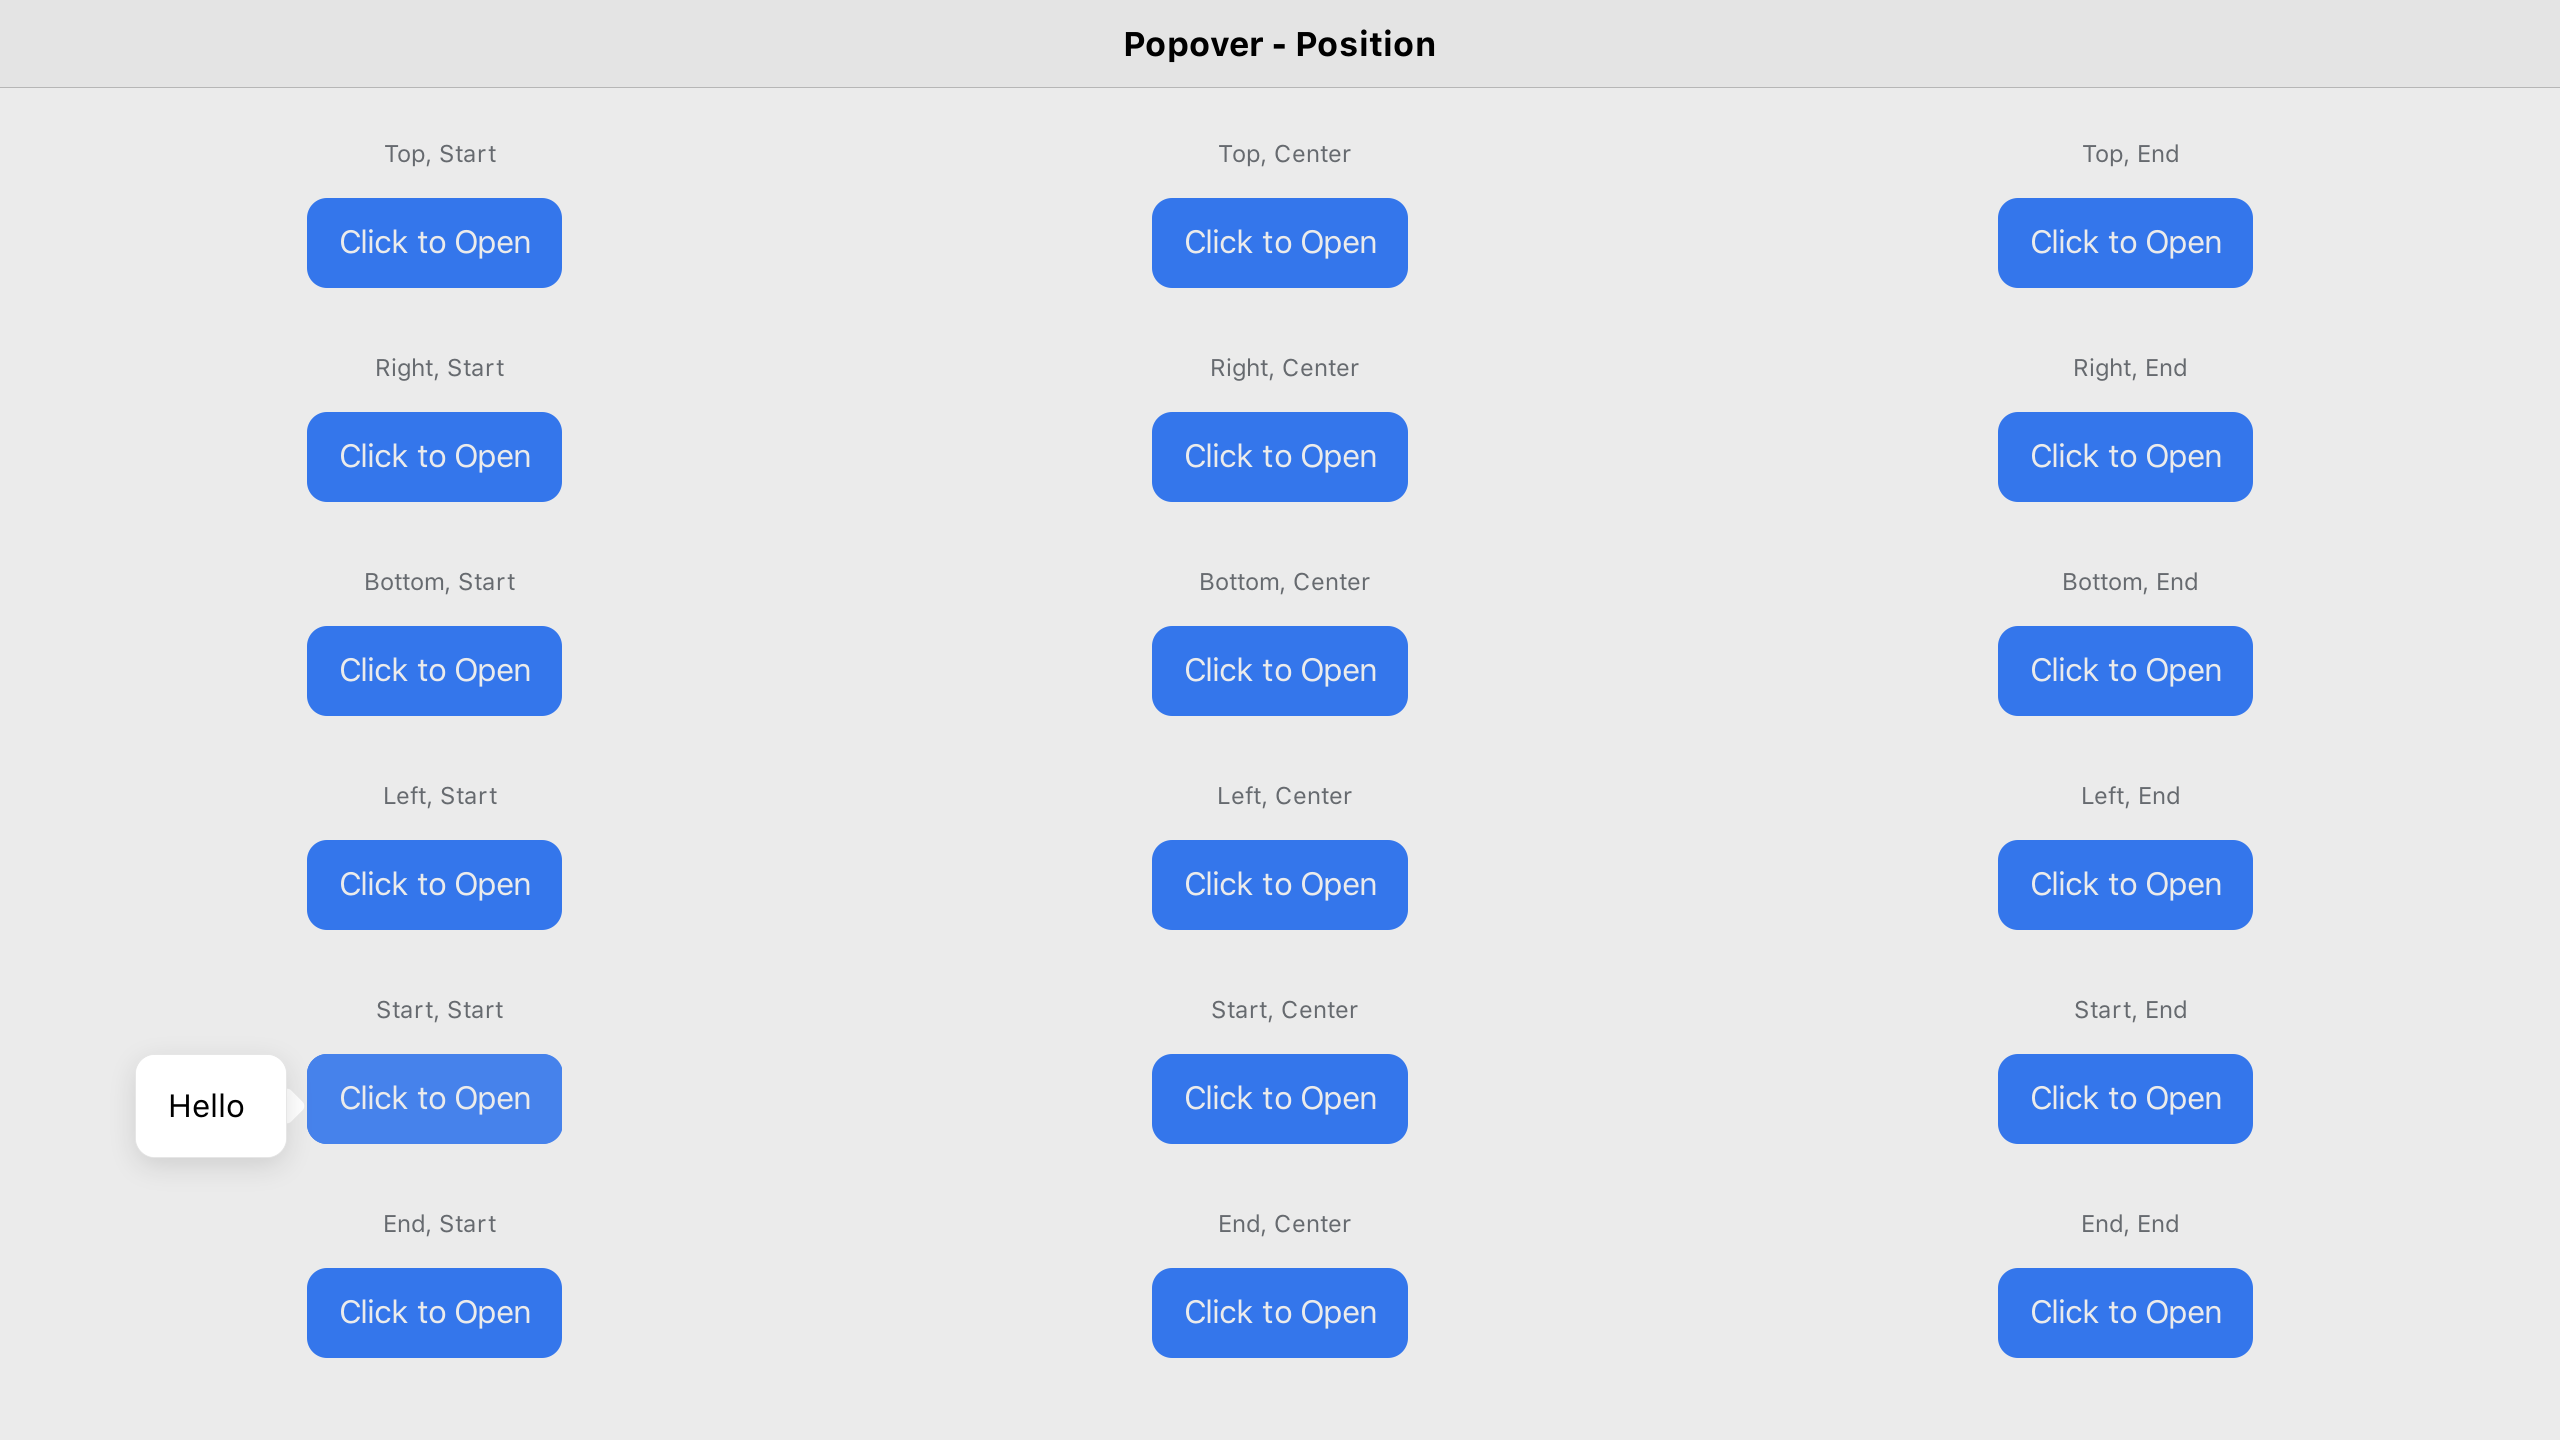 Popover - Position
Top, Start
Top, Center
Top, End
Click to Open
Click to Open
Click to Open
Right, Start
Right, Center
Right, End
Click to Open
Click to Open
Click to Open
Bottom, Start
Bottom, Center
Bottom, End
Click to Open
Click to Open
Click to Open
Left, Start
Left, Center
Left, End
Click to Open
Click to Open
Click to Open
Start, Start
Start, Center
Start, End
Hello
Click to Open
Click to Open
Click to Open
End, Start
End, Center
End, End
Click to Open
Click to Open
Click to Open